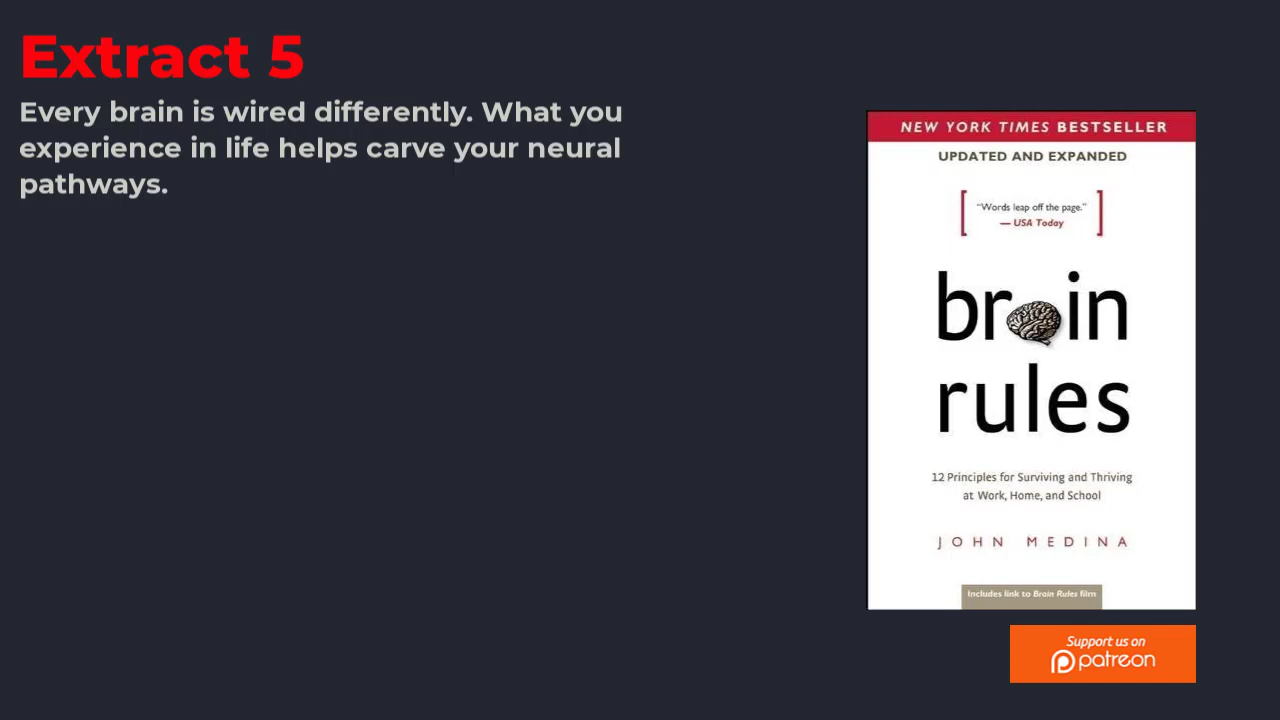 Extract 5
Every brain is wired differently. What you
experience in life helps carve your neural
pathways.
NEW YORK TIMES BESTSELLER
UPDATED AND EXPANDED
"Words leap off the page."
— USA Today
brain
rules
12 Principles for Surviving and Thriving
at Work, Home, and School
JOHN MEDINA
Includes link to Brain Rules film
Support us on
patreon